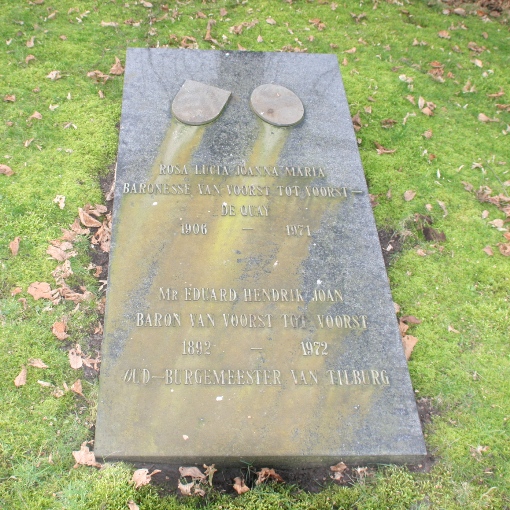 ROSA LUCIA JOANNA MARIA
BARONESSE VAN VOORST TOT VOORST—
DE QUAY
1906 — 1971
MR EDUARD HENDRIK JOAN
BARON VAN VOORST TOT VOORST
1892 — 1972
OUD—BURGEMEESTER VAN TILBURG